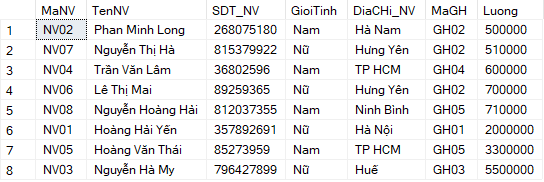 MaNV TenNV SDT_NV GioiTinh DiaCHi_NV MaGH Luong
1 NV02 Phan Minh Long 268075180 Nam Hà Nam GH02 500000
2 NV07 Nguyễn Thị Hà 815379922 Nữ Hưng Yên GH02 510000
3 NV04 Trần Văn Lâm 36802596 Nam TP HCM GH04 600000
4 NV06 Lê Thị Mai 89259365 Nữ Hưng Yên GH02 700000
5 NV08 Nguyễn Hoàng Hải 812037355 Nam Ninh Bình GH05 710000
6 NV01 Hoàng Hải Yến 357892691 Nữ Hà Nội GH01 2000000
7 NV05 Hoàng Văn Thái 85273959 Nam TP HCM GH05 3300000
8 NV03 Nguyễn Hà My 796427899 Nữ Huế GH03 5500000